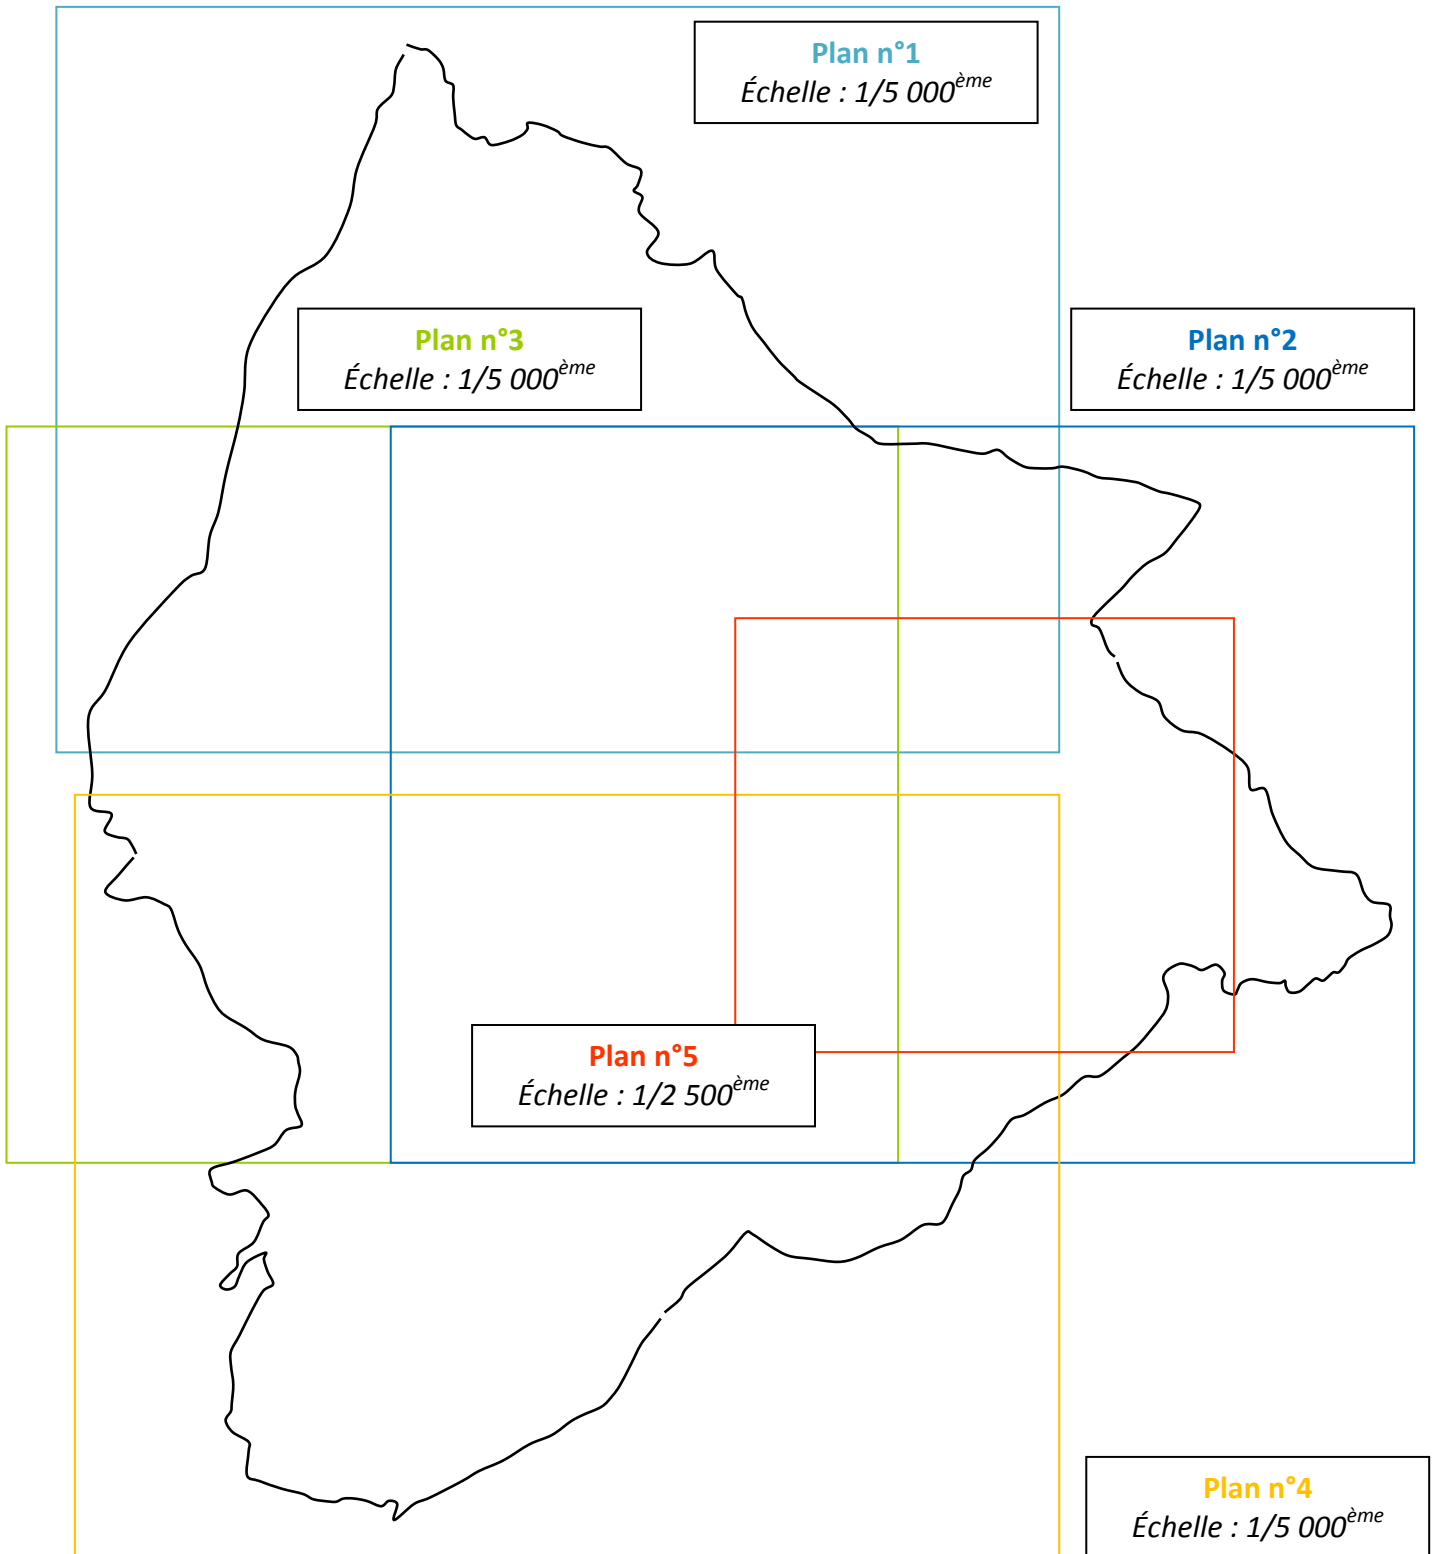 Plan n°1
Échelle : 1/5 000ème
Plan n°3
Échelle : 1/5 000ème
Plan n°2
Échelle : 1/5 000ème
Plan n°5
Échelle : 1/2 500ème
Plan n°4
Échelle : 1/5 000ème